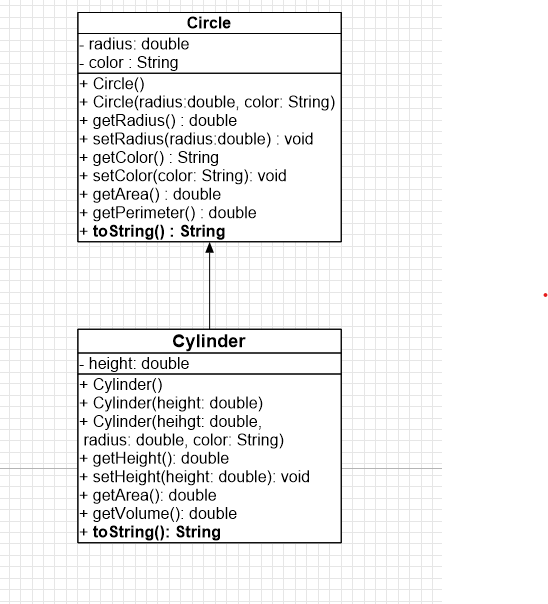 Circle
- radius: double
- color : String
+ Circle()
+ Circle(radius:double, color: String)
+ getRadius() : double
+ setRadius(radius:double) : void
+ getColor() : String
+ setColor(color: String): void
+ getArea() : double
+ getPerimeter() : double
+ toString() : String
Cylinder
- height: double
+ Cylinder()
+ Cylinder(height: double)
+ Cylinder(heihgt: double,
radius: double, color: String)
+ getHeight(): double
+ setHeight(height: double): void
+ getArea(): double
+ getVolume(): double
+ toString(): String